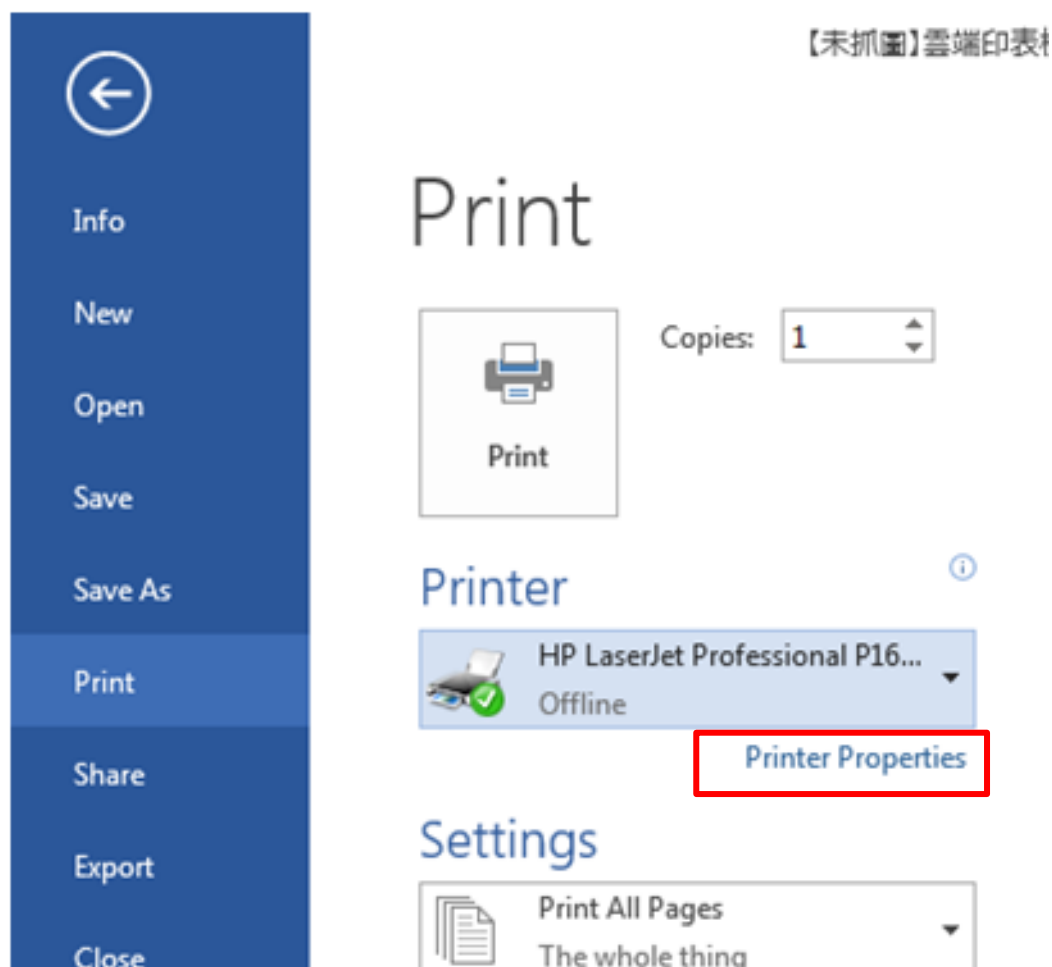 【未抓圖】雲端印表
Info
New
Open
Save
Save As
Print
Share
Export
Close
Print
Copies: 1
Print
Printer
HP LaserJet Professional P16...
Offline
Printer Properties
Settings
Print All Pages
The whole thing